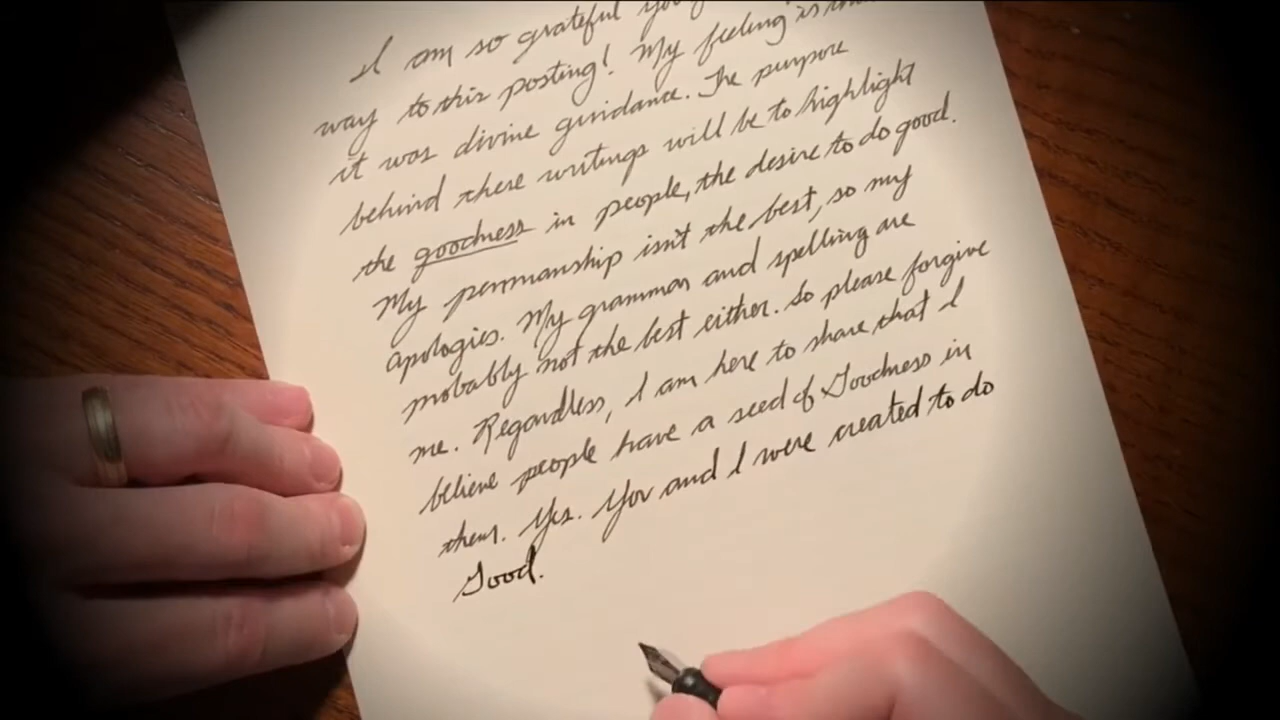 I am so grateful you
way to this posting! My feeling is
it was divine guidance. The purpose
behind these writings will be to highlight
the goodness in people, the desire to do good.
My penmanship isn't the best, so my
apologies. My grammar and spelling are
probably not the best either. So please forgive
me. Regardless, I am here to share that I
believe people have a seed of Goodness in
them. Yes. You and I were created to do
Good.